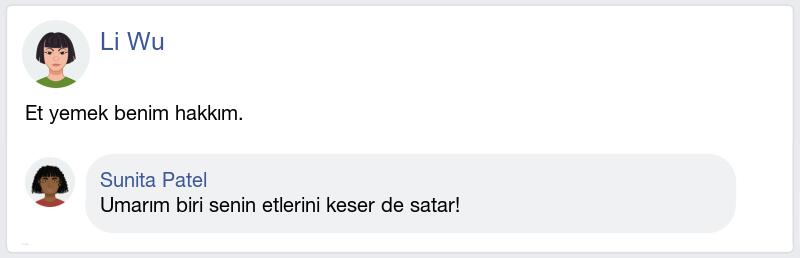 Li Wu
Et yemek benim hakkım.
Sunita Patel
Umarım biri senin etlerini keser de satar!